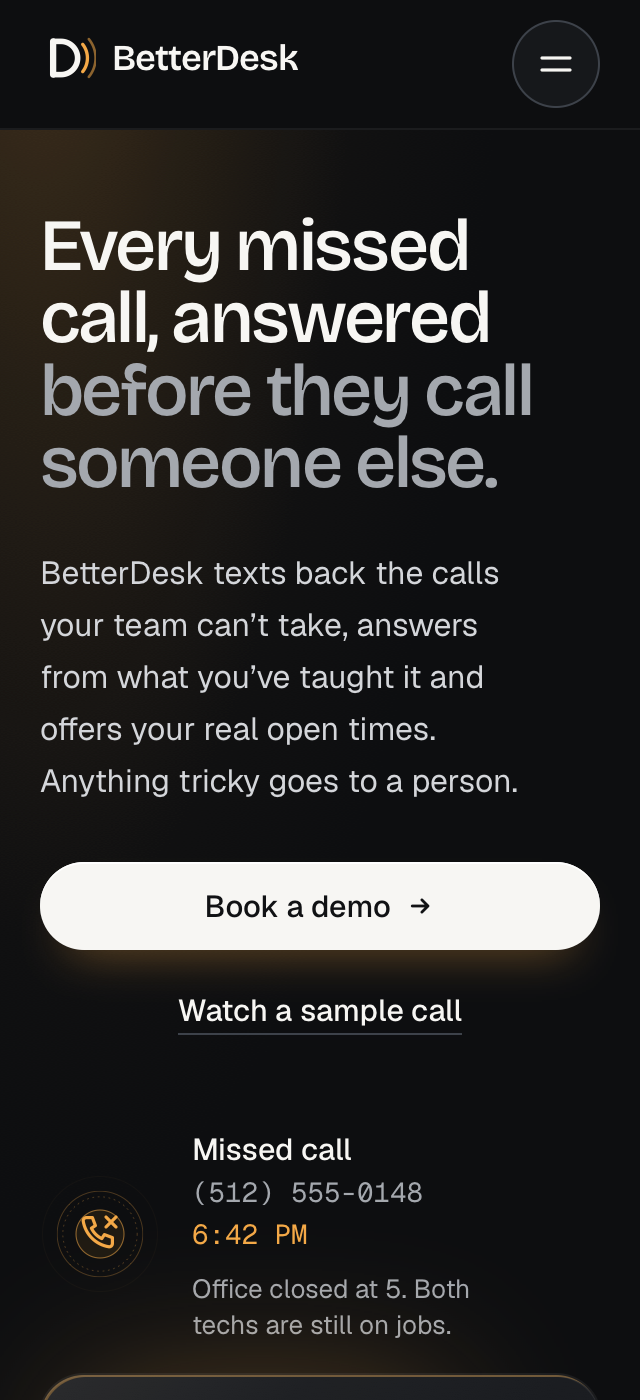 BetterDesk
Every missed
call, answered
before they call
someone else.
BetterDesk texts back the calls
your team can’t take, answers
from what you’ve taught it and
offers your real open times.
Anything tricky goes to a person.
Book a demo →
Watch a sample call
Missed call
(512) 555-0148
6:42 PM
Office closed at 5. Both
techs are still on jobs.